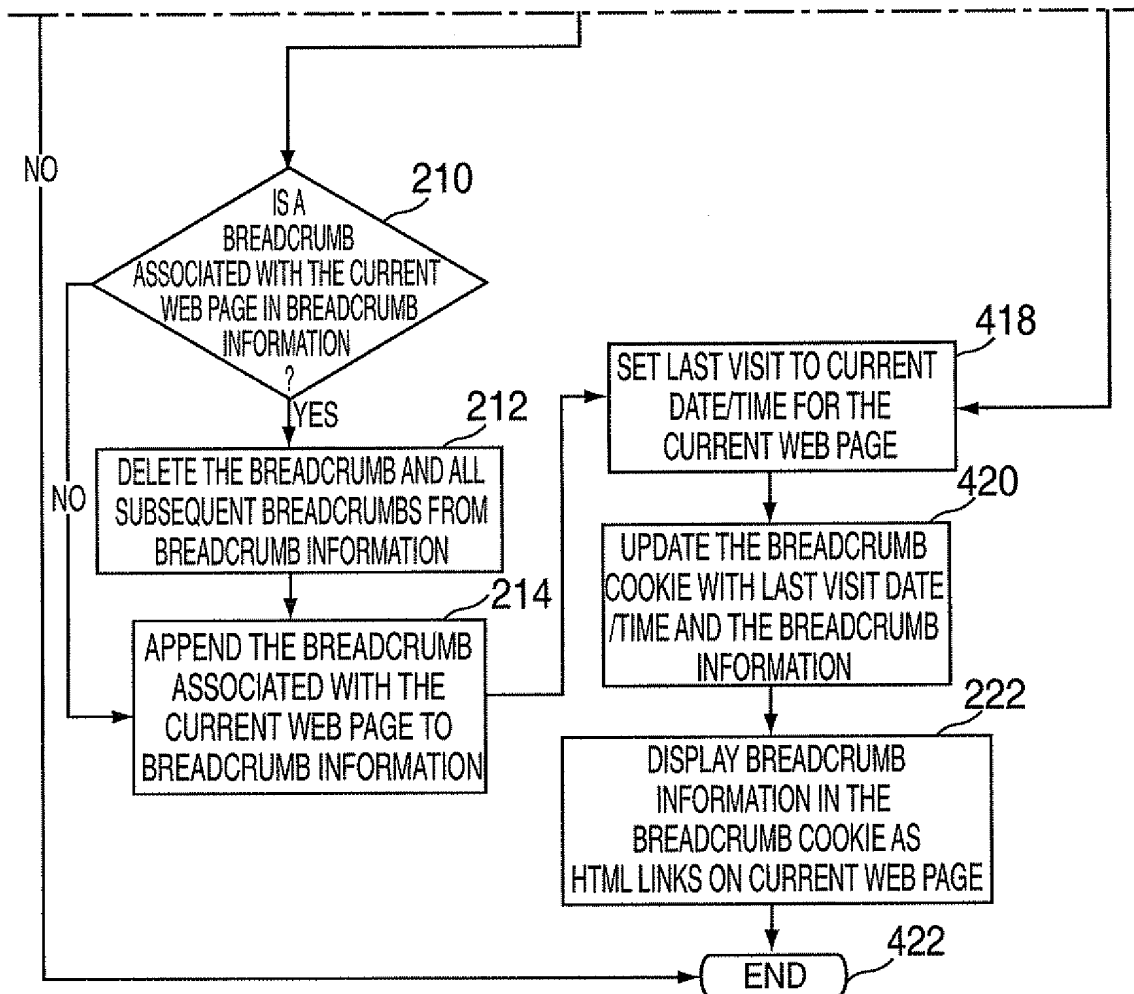 NO
210
IS A
BREADCRUMB
ASSOCIATED WITH THE CURRENT
WEB PAGE IN BREADCRUMB
INFORMATION
?
YES
NO
212
DELETE THE BREADCRUMB AND ALL
SUBSEQUENT BREADCRUMBS FROM
BREADCRUMB INFORMATION
214
APPEND THE BREADCRUMB
ASSOCIATED WITH THE
CURRENT WEB PAGE TO
BREADCRUMB INFORMATION
418
SET LAST VISIT TO CURRENT
DATE/TIME FOR THE
CURRENT WEB PAGE
420
UPDATE THE BREADCRUMB
COOKIE WITH LAST VISIT DATE
/TIME AND THE BREADCRUMB
INFORMATION
222
DISPLAY BREADCRUMB
INFORMATION IN THE
BREADCRUMB COOKIE AS
HTML LINKS ON CURRENT WEB PAGE
END
422